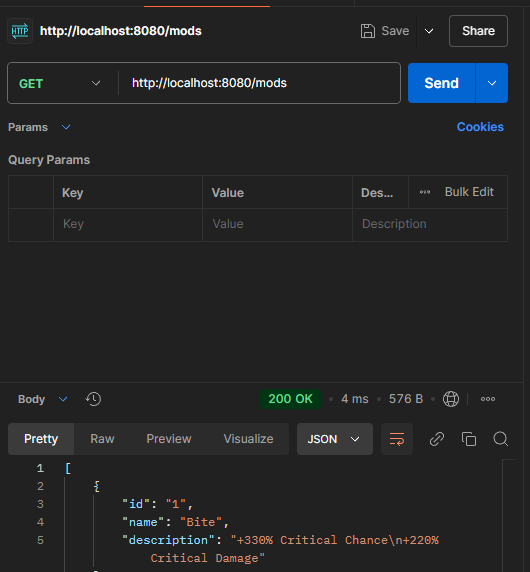 HTTP http://localhost:8080/mods Save Share
GET http://localhost:8080/mods Send
Params Cookies
Query Params
Key Value Des... Bulk Edit
Key Value Description
Body 200 OK • 4 ms • 576 B
Pretty Raw Preview Visualize JSON
1 [
2 {
3 "id": "1",
4 "name": "Bite",
5 "description": "+330% Critical Chance\n+220%
Critical Damage"